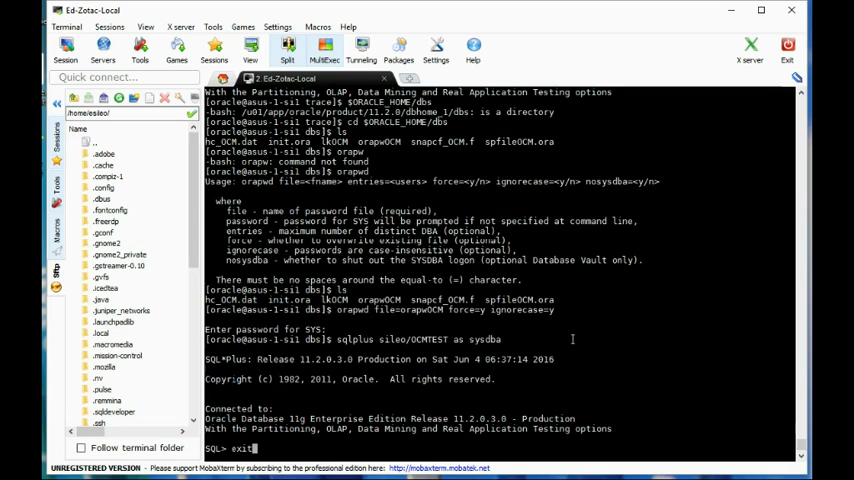 Ed-Zotac-Local
Terminal Sessions View X server Tools Games Settings Macros Help
Session Servers Tools Games Sessions View Split MultiExec Tunneling Packages Settings Help X server Exit
Quick connect...
2. Ed-Zotac-Local
/home/esileo/
Name
..
.adobe
.cache
.compiz-1
.config
.dbus
.fontconfig
.freerdp
.gconf
.gnome2
.gnome2_private
.gstreamer-0.10
.gvfs
.icedtea
.java
.juniper_networks
.launchpadlib
.local
.macromedia
.mission-control
.mozilla
.nv
.pulse
.remmina
.sqldeveloper
.ssh
Follow terminal folder
Sessions
Tools
Macros
Sftp
With the Partitioning, OLAP, Data Mining and Real Application Testing options
[oracle@asus-1-sil trace]$ $ORACLE_HOME/dbs
-bash: /u01/app/oracle/product/11.2.0/dbhome_1/dbs: is a directory
[oracle@asus-1-sil trace]$ cd $ORACLE_HOME/dbs
[oracle@asus-1-sil dbs]$ ls
hc_OCM.dat init.ora lkOCM orapwOCM snapcf_OCM.f spfileOCM.ora
[oracle@asus-1-sil dbs]$ orapw
-bash: orapw: command not found
[oracle@asus-1-sil dbs]$ orapwd
Usage: orapwd file=<fname> entries=<users> force=<y/n> ignorecase=<y/n> nosysdba=<y/n>
where
file - name of password file (required),
password - password for SYS will be prompted if not specified at command line,
entries - maximum number of distinct DBA (optional),
force - whether to overwrite existing file (optional),
ignorecase - passwords are case-insensitive (optional),
nosysdba - whether to shut out the SYSDBA logon (optional Database Vault only).
There must be no spaces around the equal-to (=) character.
[oracle@asus-1-sil dbs]$ ls
hc_OCM.dat init.ora lkOCM orapwOCM snapcf_OCM.f spfileOCM.ora
[oracle@asus-1-sil dbs]$ orapwd file=orapwOCM force=y ignorecase=y
Enter password for SYS:
[oracle@asus-1-sil dbs]$ sqlplus sileo/OCMTEST as sysdba
SQL*Plus: Release 11.2.0.3.0 Production on Sat Jun 4 06:37:14 2016
Copyright (c) 1982, 2011, Oracle. All rights reserved.
Connected to:
Oracle Database 11g Enterprise Edition Release 11.2.0.3.0 - Production
With the Partitioning, OLAP, Data Mining and Real Application Testing options
SQL> exit
UNREGISTERED VERSION - Please support MobaXterm by subscribing to the professional edition here: http://mobaxterm.mobatek.net